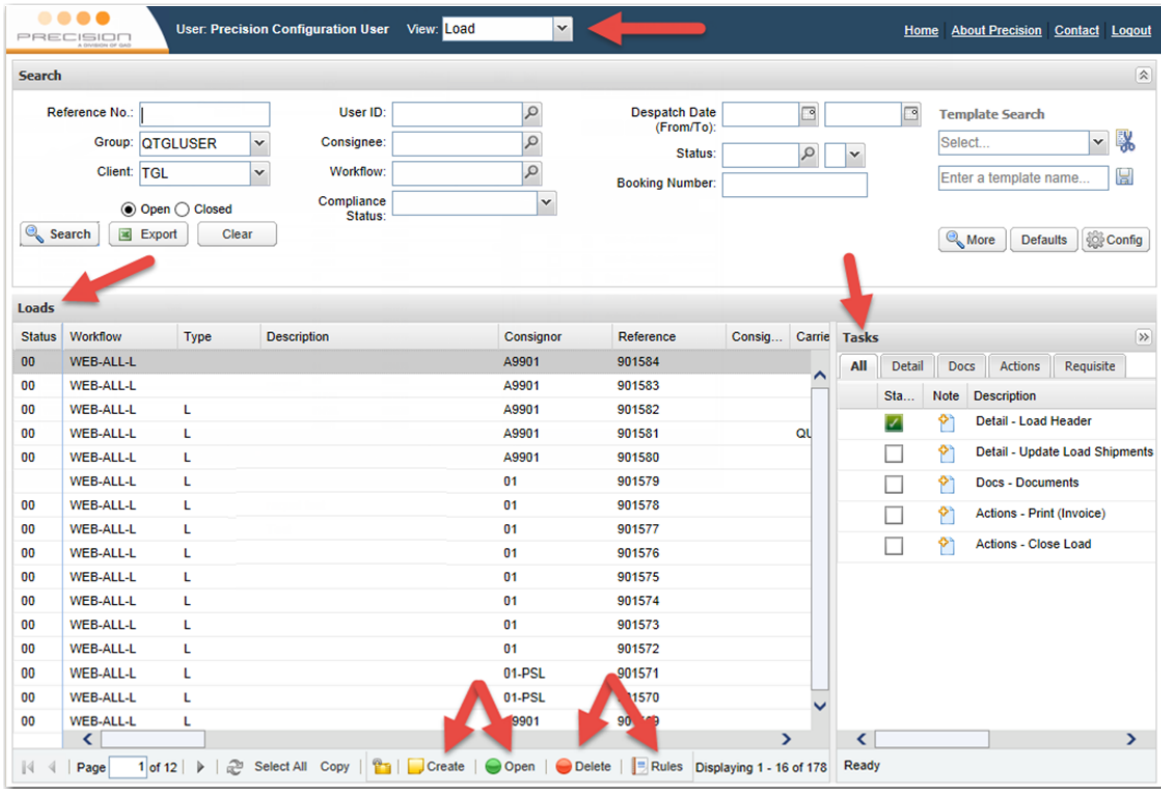 PRECISION
A DIVISION OF QAD
User: Precision Configuration User View: Load
Home About Precision Contact Logout
Search
Reference No.:
User ID:
Despatch Date
(From/To):
Template Search
Group: QTGLUSER
Consignee:
Status:
Select...
Client: TGL
Workflow:
Booking Number:
Enter a template name...
Open Closed
Compliance
Status:
Search Export Clear
More Defaults Config
Loads
Status Workflow Type Description Consignor Reference Consig... Carrie
00 WEB-ALL-L A9901 901584
00 WEB-ALL-L A9901 901583
00 WEB-ALL-L L A9901 901582
00 WEB-ALL-L L A9901 901581 QU
00 WEB-ALL-L L A9901 901580
WEB-ALL-L L 01 901579
00 WEB-ALL-L L 01 901578
00 WEB-ALL-L L 01 901577
00 WEB-ALL-L L 01 901576
00 WEB-ALL-L L 01 901575
00 WEB-ALL-L L 01 901574
00 WEB-ALL-L L 01 901573
00 WEB-ALL-L L 01 901572
00 WEB-ALL-L L 01-PSL 901571
00 WEB-ALL-L L 01-PSL
00 WEB-ALL-L L
Page 1 of 12 Select All Copy Create Open Delete Rules Displaying 1 - 16 of 178
Tasks
All Detail Docs Actions Requisite
Sta... Note Description
Detail - Load Header
Detail - Update Load Shipments
Docs - Documents
Actions - Print (Invoice)
Actions - Close Load
Ready